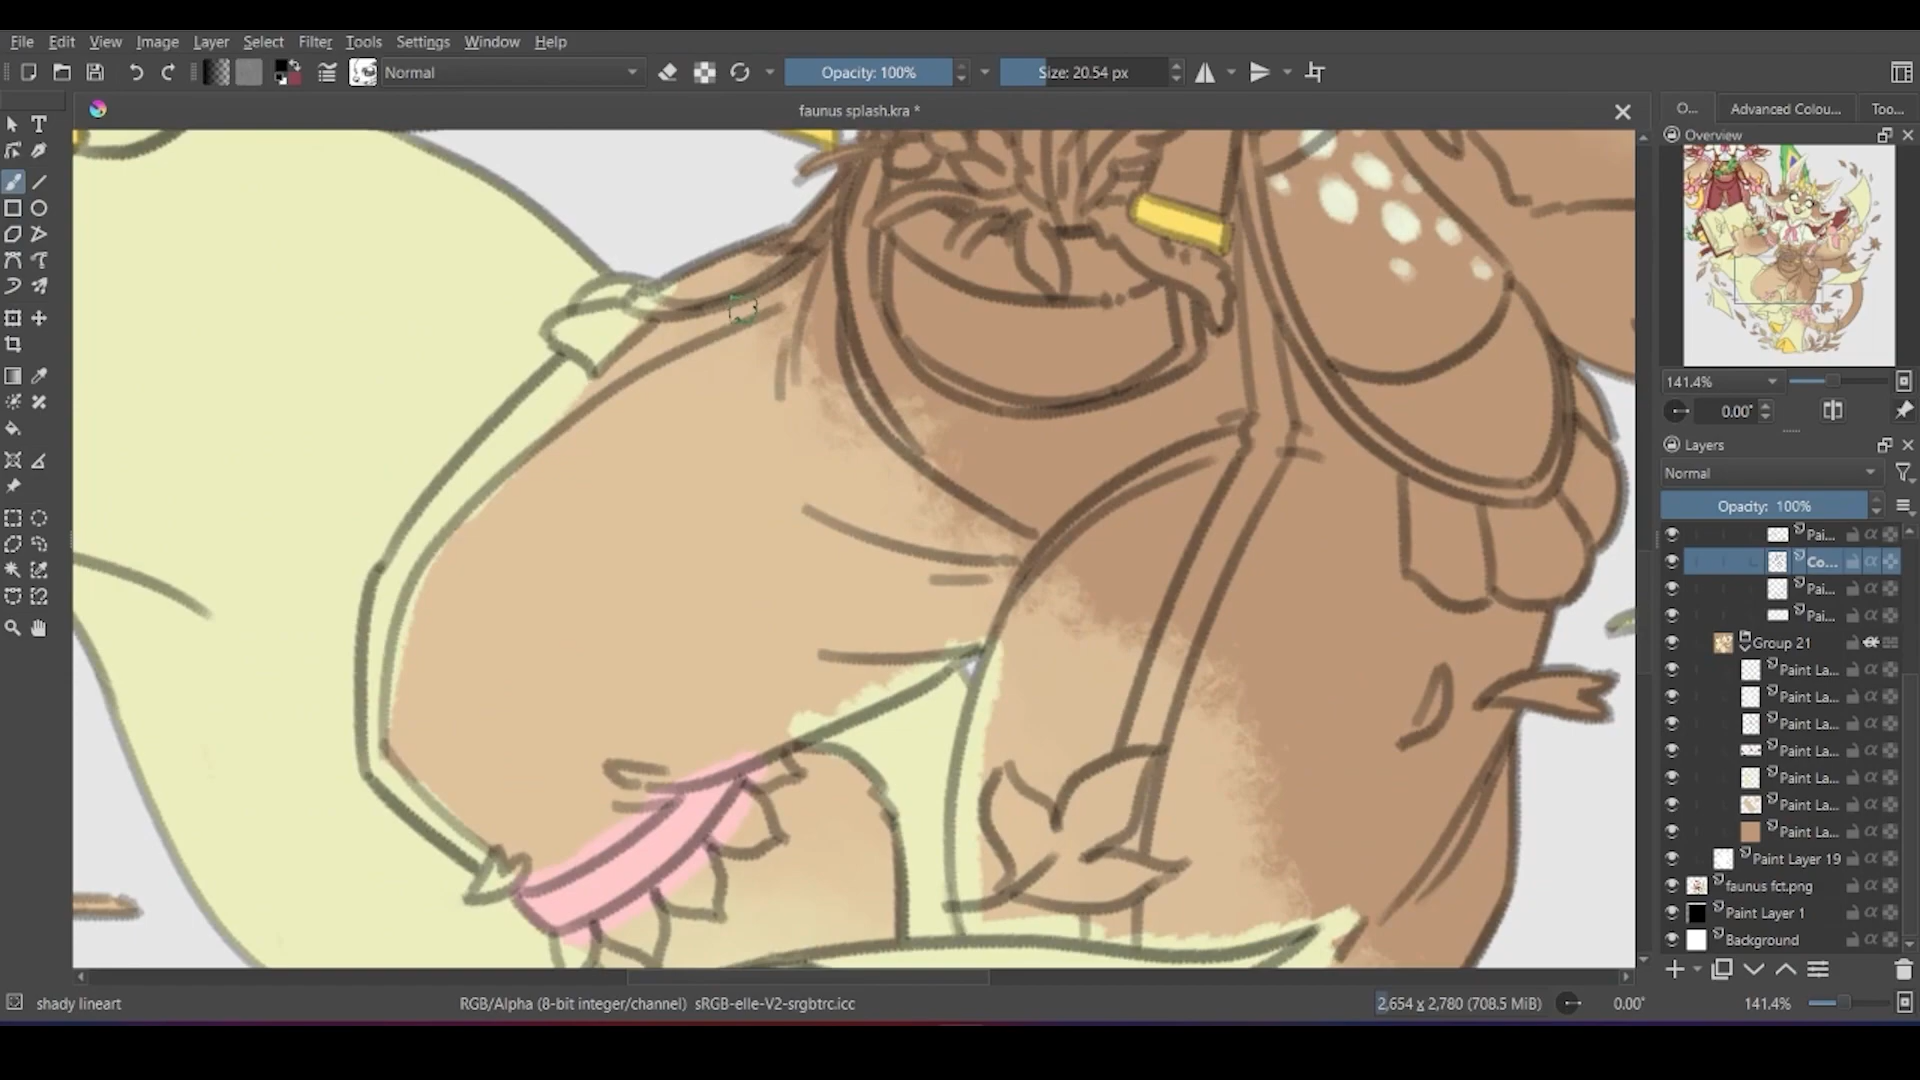 File Edit View Image Layer Select Filter Tools Settings Window Help
Normal Opacity: 100% Size: 20.54 px
faunus splash.kra *
O... Advanced Colou... Too...
Overview
141.4%
0.00°
Layers
Normal
Opacity: 100%
Pai...
Co...
Pai...
Pai...
Group 21
Paint La...
Paint La...
Paint La...
Paint La...
Paint La...
Paint La...
Paint La...
Paint Layer 19
faunus fct.png
Paint Layer 1
Background
shady lineart RGB/Alpha (8-bit integer/channel) sRGB-elle-V2-srgbtrc.icc 2,654 x 2,780 (708.5 MiB) 0.00° 141.4%